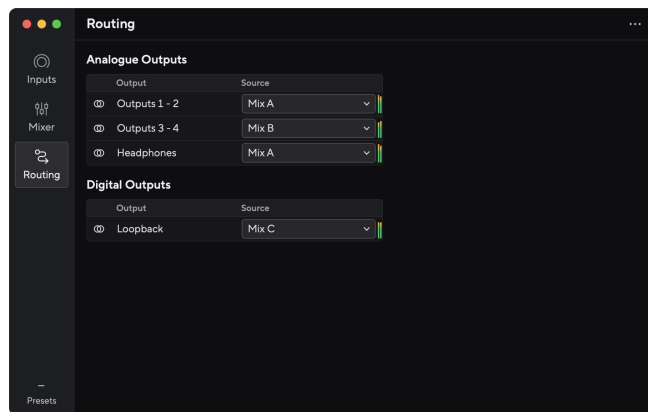 Routing
Inputs
Mixer
Routing
Presets
Analogue Outputs
Output Source
Outputs 1 - 2 Mix A
Outputs 3 - 4 Mix B
Headphones Mix A
Digital Outputs
Output Source
Loopback Mix C